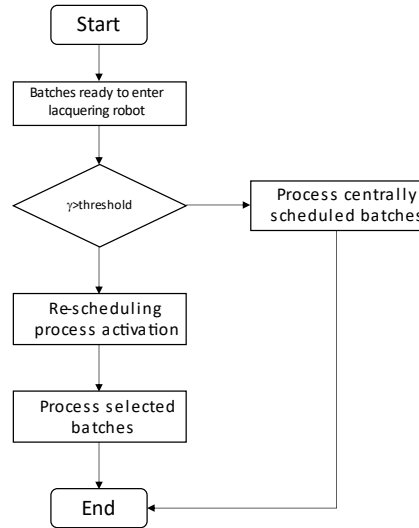 Start
Batches ready to enter
lacquering robot
γ>threshold
Process centrally
scheduled batches
Re-scheduling
process activation
Process selected
batches
End